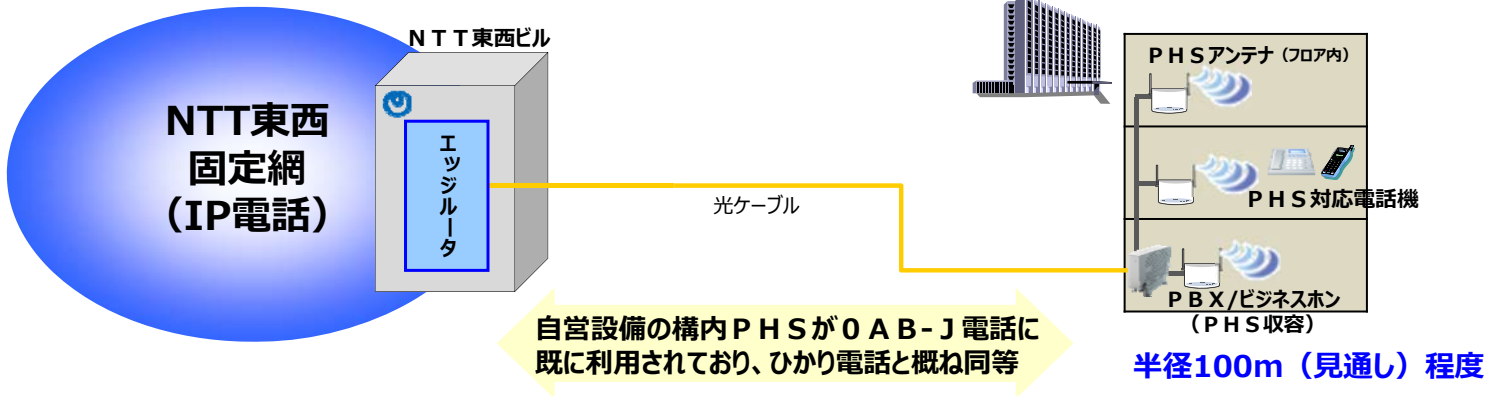 NTT東西ビル
NTT東西
固定網
（IP電話）
エッジルータ
光ケーブル
PHSアンテナ（フロア内）
PHS対応電話機
PBX/ビジネスホン
（PHS収容）
自営設備の構内PHSが0AB-J電話に
既に利用されており、ひかり電話と概ね同等
半径100m（見通し）程度